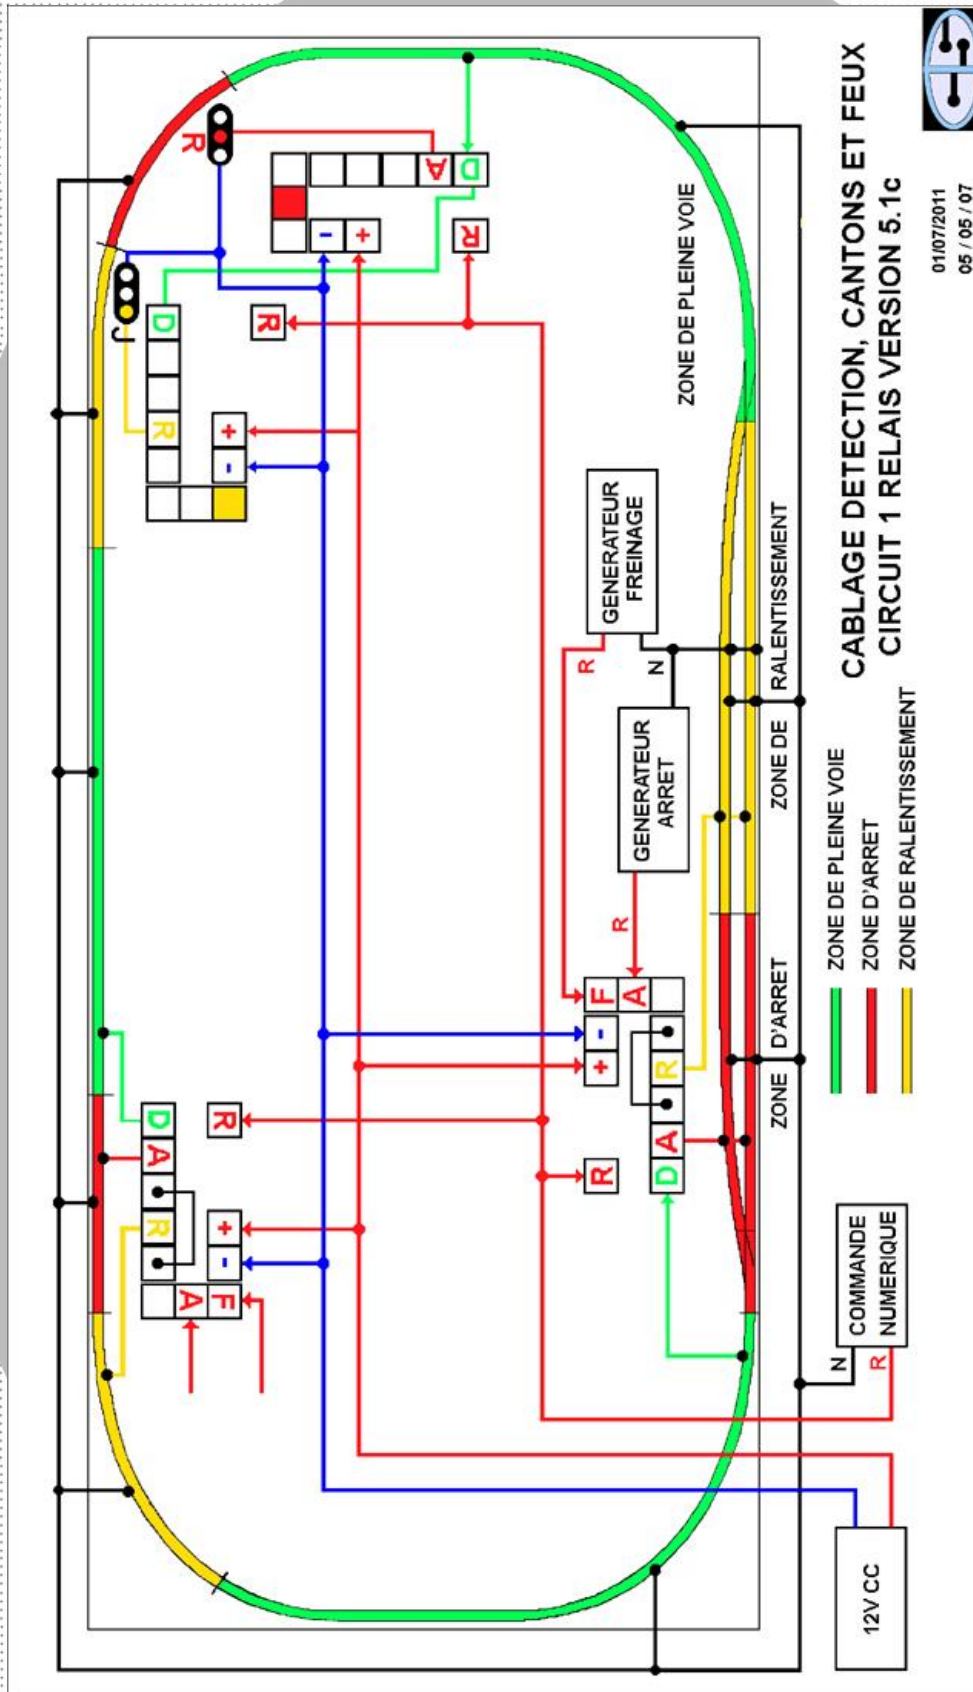 CABLAGE DETECTION, CANTONS ET FEUX
CIRCUIT 1 RELAIS VERSION 5.1c
01/07/2011
05 / 05 / 07
ZONE DE PLEINE VOIE
ZONE D'ARRET
ZONE DE RALENTISSEMENT
ZONE DE PLEINE VOIE
ZONE DE RALENTISSEMENT
ZONE D'ARRET
GENERATEUR
FREINAGE
R
N
GENERATEUR
ARRET
R
COMMANDE
NUMERIQUE
N
R
12V CC
R
J
D
A
R
-
+
R
D
R
+
-
D
A
R
R
+
-
A
F
F
A
-
+
R
A
D
R